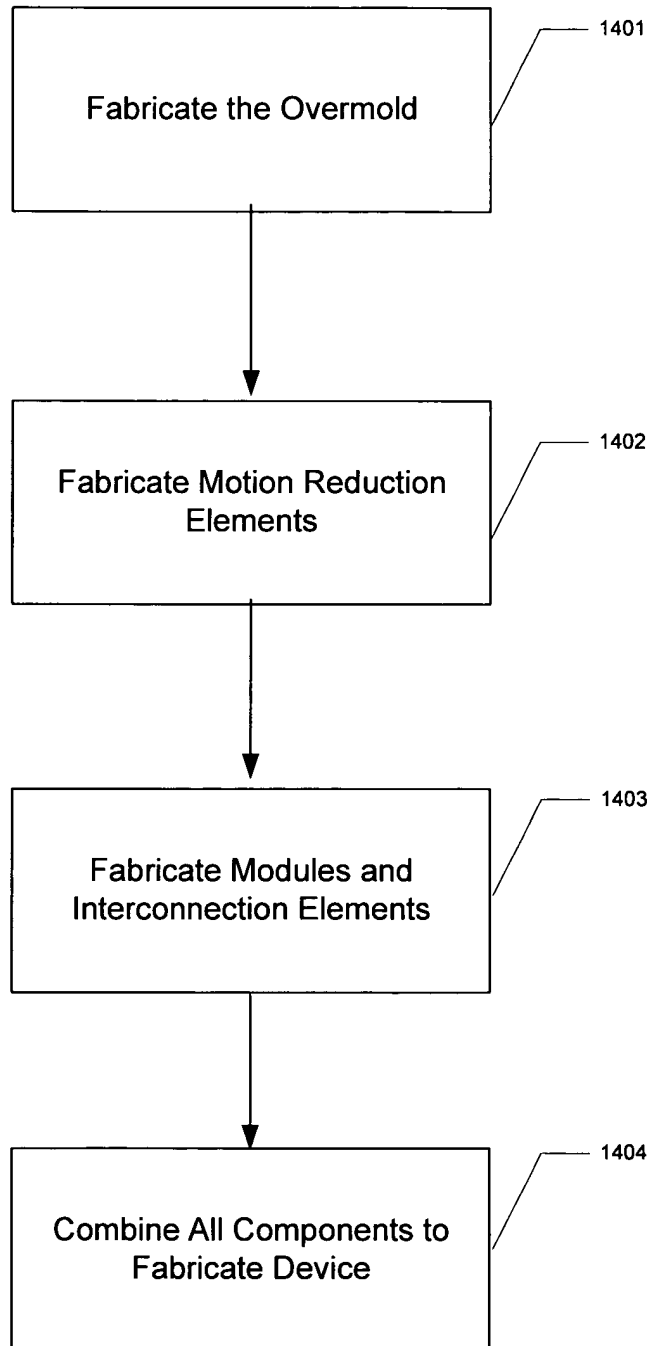 1401
Fabricate the Overmold
1402
Fabricate Motion Reduction
Elements
1403
Fabricate Modules and
Interconnection Elements
1404
Combine All Components to
Fabricate Device